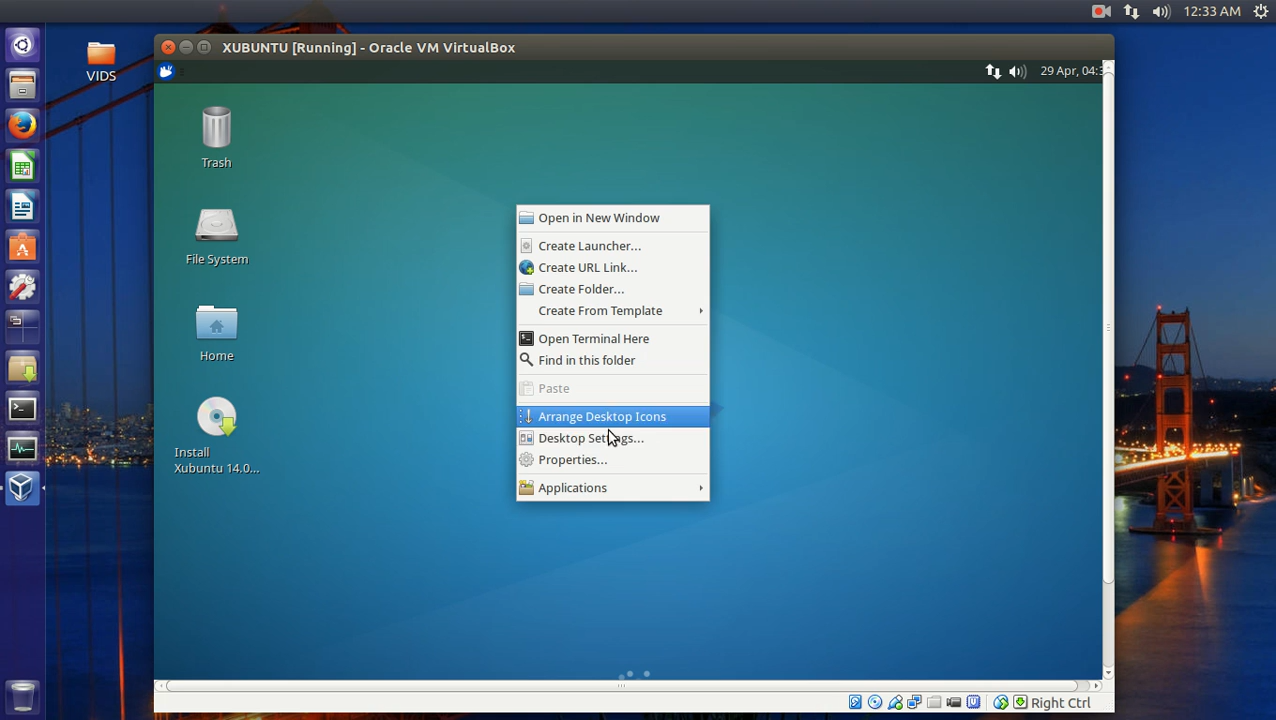 12:33 AM
VIDS
XUBUNTU [Running] - Oracle VM VirtualBox
29 Apr, 04:3
Trash
File System
Home
Install
Xubuntu 14.0...
Open in New Window
Create Launcher...
Create URL Link...
Create Folder...
Create From Template
Open Terminal Here
Find in this folder
Paste
Arrange Desktop Icons
Desktop Settings...
Properties...
Applications
Right Ctrl